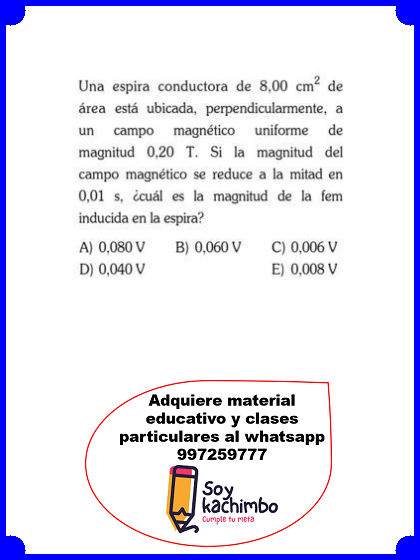 Una espira conductora de 8,00 cm² de
área está ubicada, perpendicularmente, a
un campo magnético uniforme de
magnitud 0,20 T. Si la magnitud del
campo magnético se reduce a la mitad en
0,01 s, ¿cuál es la magnitud de la fem
inducida en la espira?
A) 0,080 V B) 0,060 V C) 0,006 V
D) 0,040 V E) 0,008 V
Adquiere material
educativo y clases
particulares al whatsapp
997259777
Soy
kachimbo
Cumple tu meta